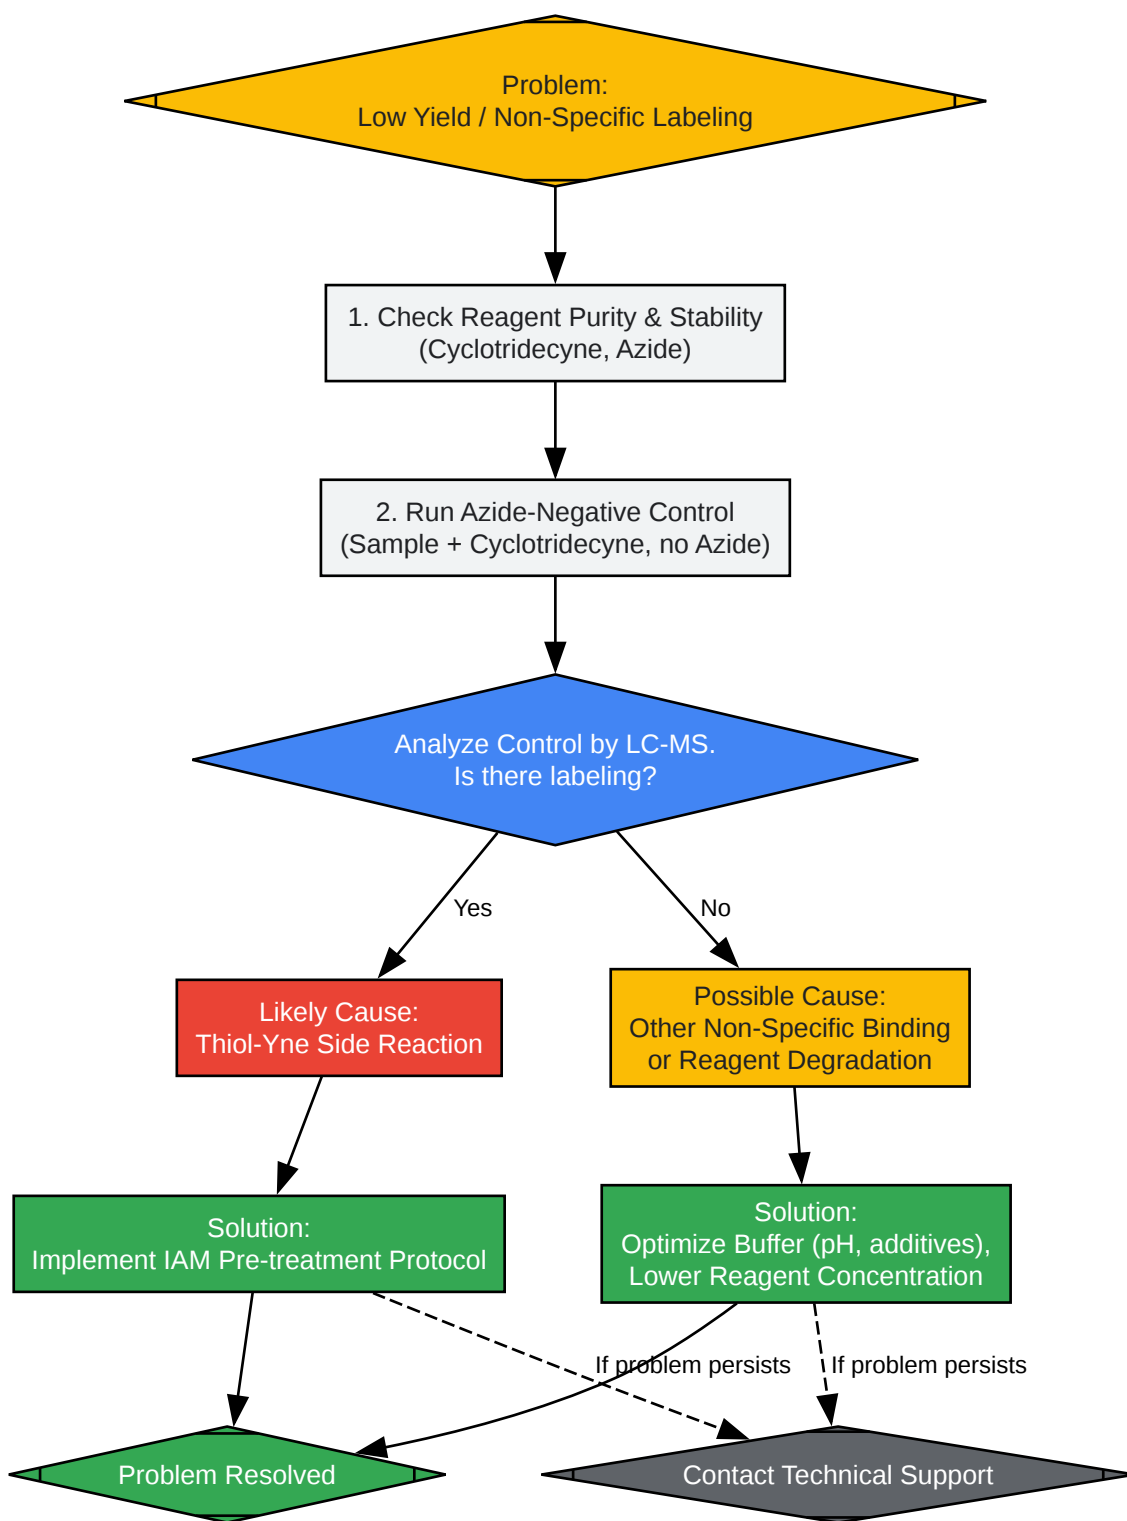 Problem:
Low Yield / Non-Specific Labeling
1. Check Reagent Purity & Stability
(Cyclotridecyne, Azide)
2. Run Azide-Negative Control
(Sample + Cyclotridecyne, no Azide)
Analyze Control by LC-MS.
Is there labeling?
Yes
No
Likely Cause:
Thiol-Yne Side Reaction
Possible Cause:
Other Non-Specific Binding
or Reagent Degradation
Solution:
Implement IAM Pre-treatment Protocol
Solution:
Optimize Buffer (pH, additives),
Lower Reagent Concentration
If problem persists
If problem persists
Problem Resolved
Contact Technical Support